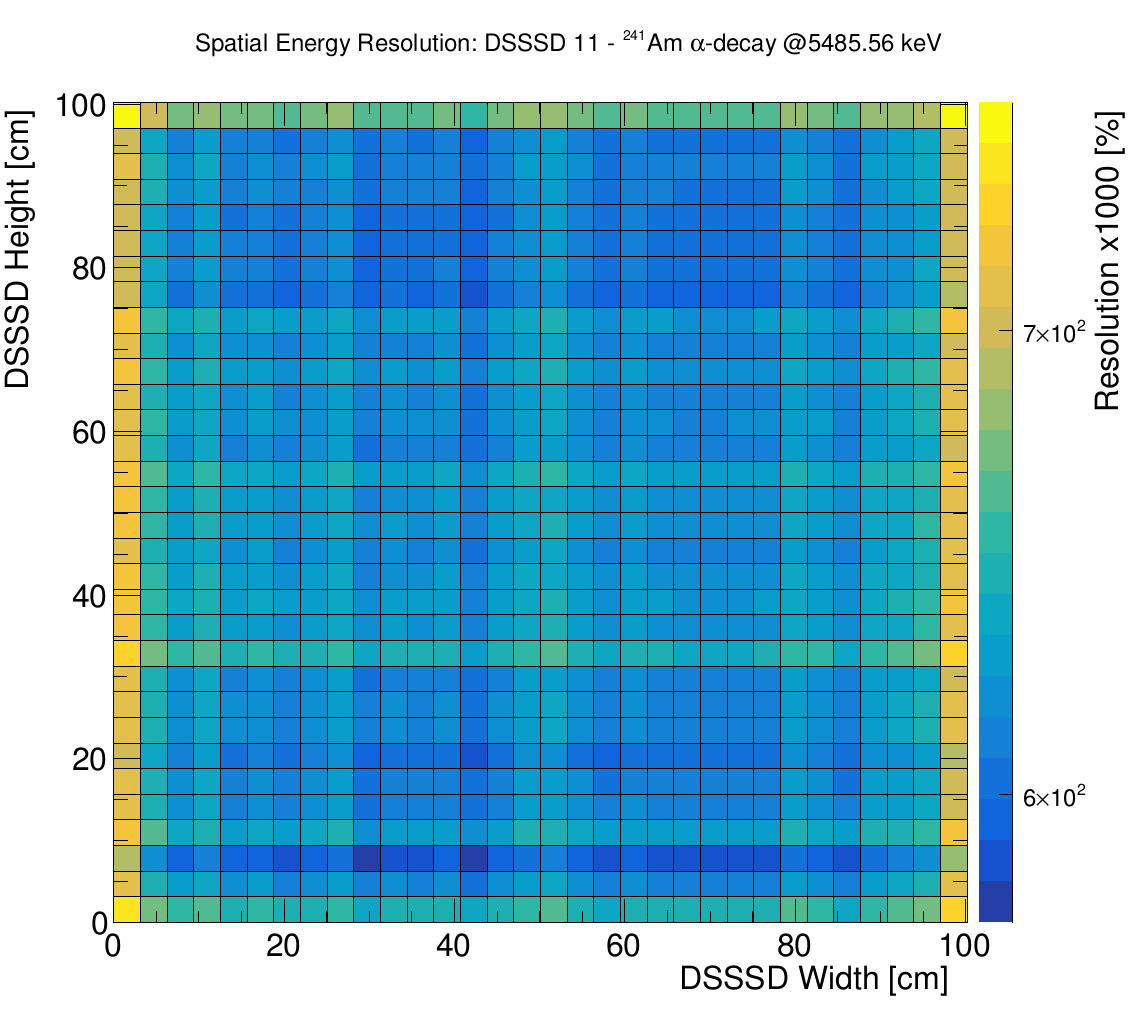 Spatial Energy Resolution: DSSSD 11 - ²⁴¹Am α-decay @5485.56 keV
DSSSD Height [cm]
100
80
60
40
20
0
0 20 40 60 80 100
DSSSD Width [cm]
7×10²
6×10²
Resolution x1000 [%]